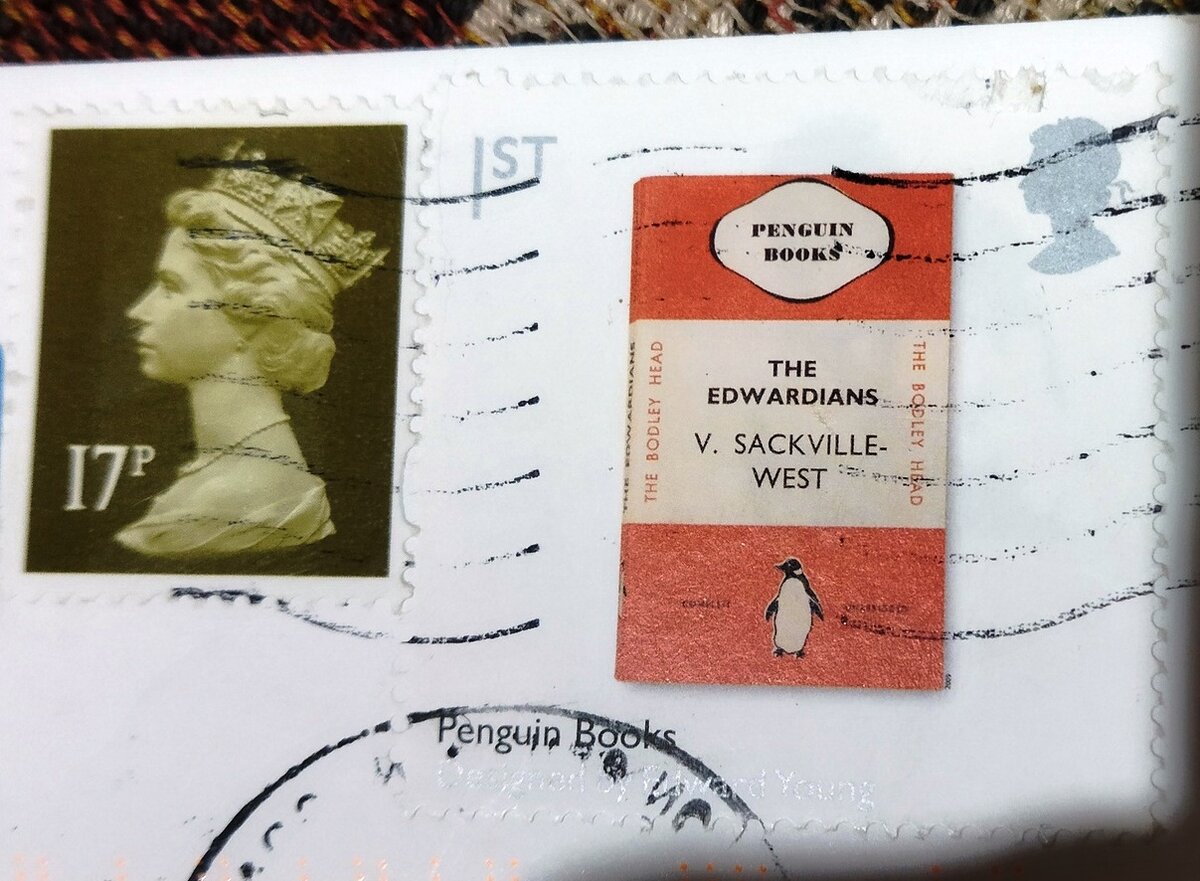 1ST
17P
PENGUIN
BOOKS
THE BODLEY HEAD
THE
EDWARDIANS
V. SACKVILLE-
WEST
THE BODLEY HEAD
THE EDWARDIANS
Penguin Books
Designed by Edward Young
2009